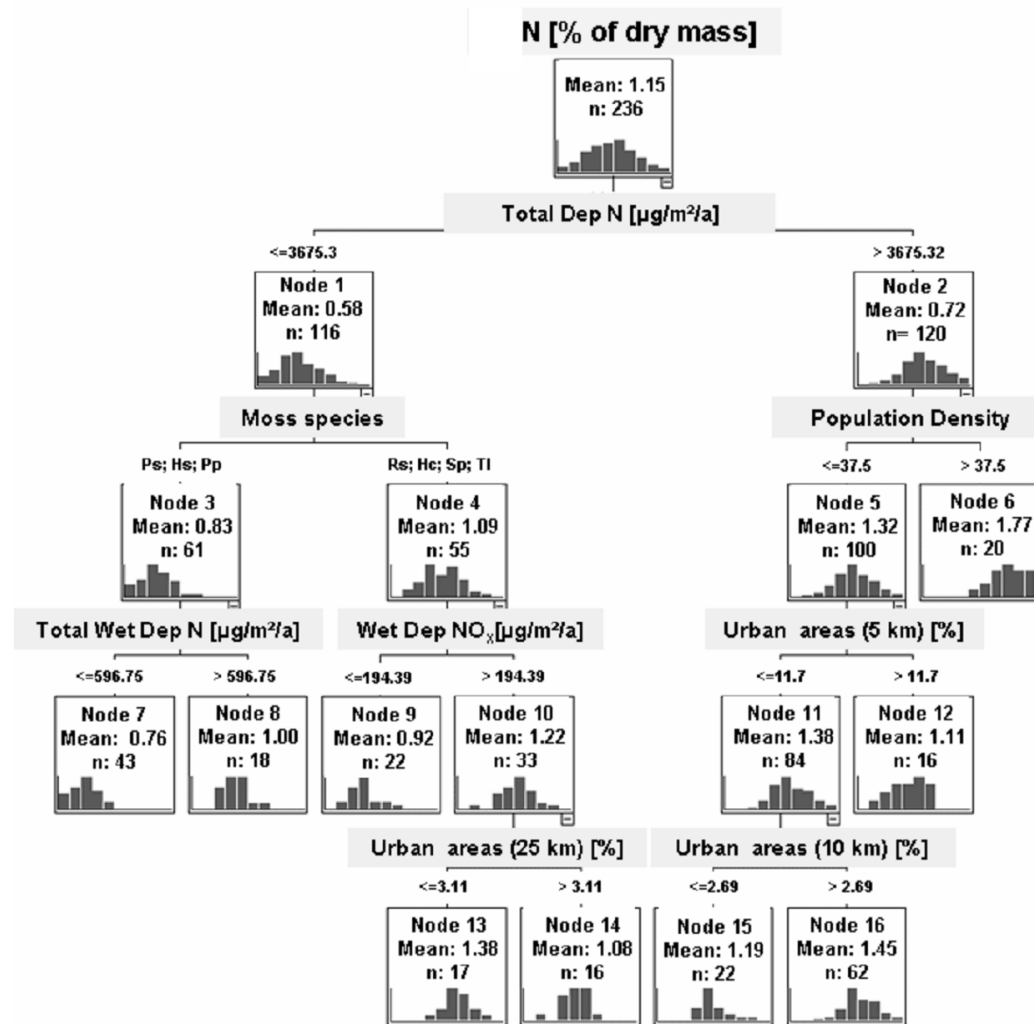 N [% of dry mass]
Mean: 1.15
n: 236
Total Dep N [µg/m²/a]
<=3675.3
> 3675.32
Node 1
Mean: 0.58
n: 116
Node 2
Mean: 0.72
n= 120
Moss species
Population Density
Ps; Hs; Pp
Rs; Hc; Sp; Tl
<=37.5
> 37.5
Node 3
Mean: 0.83
n: 61
Node 4
Mean: 1.09
n: 55
Node 5
Mean: 1.32
n: 100
Node 6
Mean: 1.77
n: 20
Total Wet Dep N [µg/m²/a]
Wet Dep NOₓ[µg/m²/a]
Urban areas (5 km) [%]
<=596.75
> 596.75
<=194.39
> 194.39
<=11.7
> 11.7
Node 7
Mean: 0.76
n: 43
Node 8
Mean: 1.00
n: 18
Node 9
Mean: 0.92
n: 22
Node 10
Mean: 1.22
n: 33
Node 11
Mean: 1.38
n: 84
Node 12
Mean: 1.11
n: 16
Urban areas (25 km) [%]
Urban areas (10 km) [%]
<=3.11
> 3.11
<=2.69
> 2.69
Node 13
Mean: 1.38
n: 17
Node 14
Mean: 1.08
n: 16
Node 15
Mean: 1.19
n: 22
Node 16
Mean: 1.45
n: 62